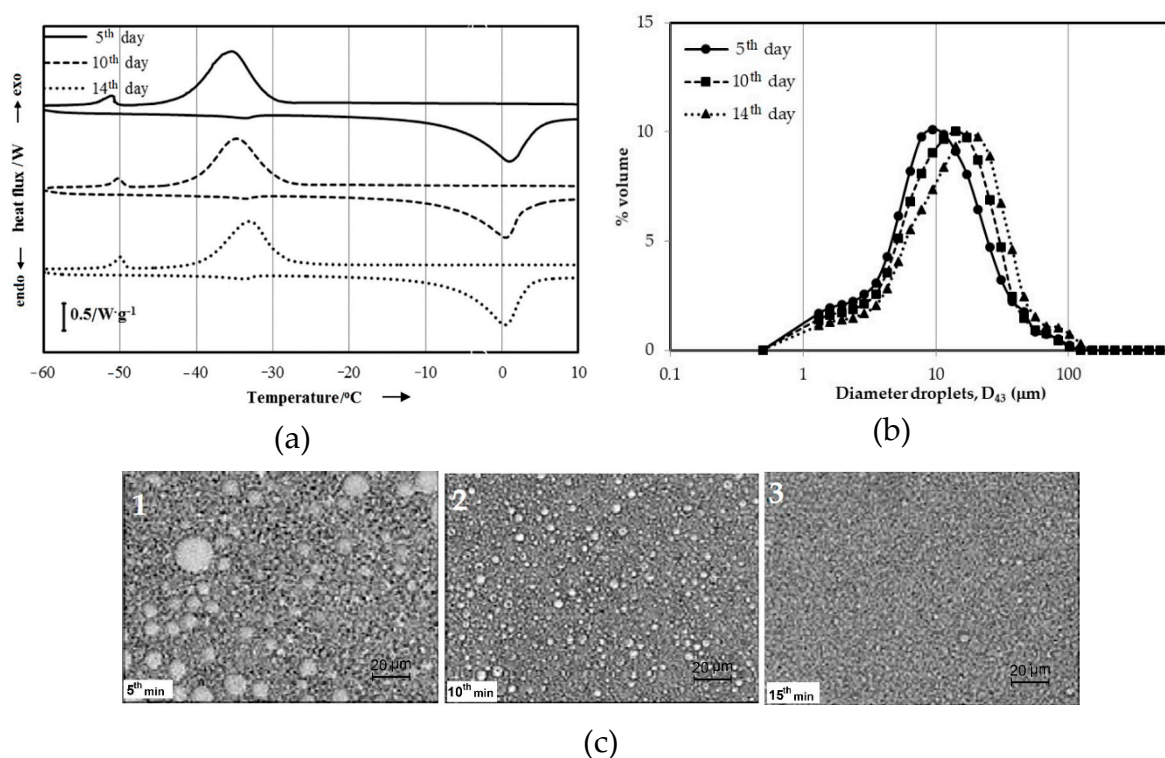 5th day
10th day
14th day
endo ← heat flux /W → exo
0.5/W·g⁻¹
−60 −50 −40 −30 −20 −10 0 10
Temperature/°C →
(a)
15
10
5
0
% volume
5th day
10th day
14th day
0.1 1 10 100
Diameter droplets, D₄₃ (μm)
(b)
1
20 μm
5th min
2
20 μm
10th min
3
20 μm
15th min
(c)